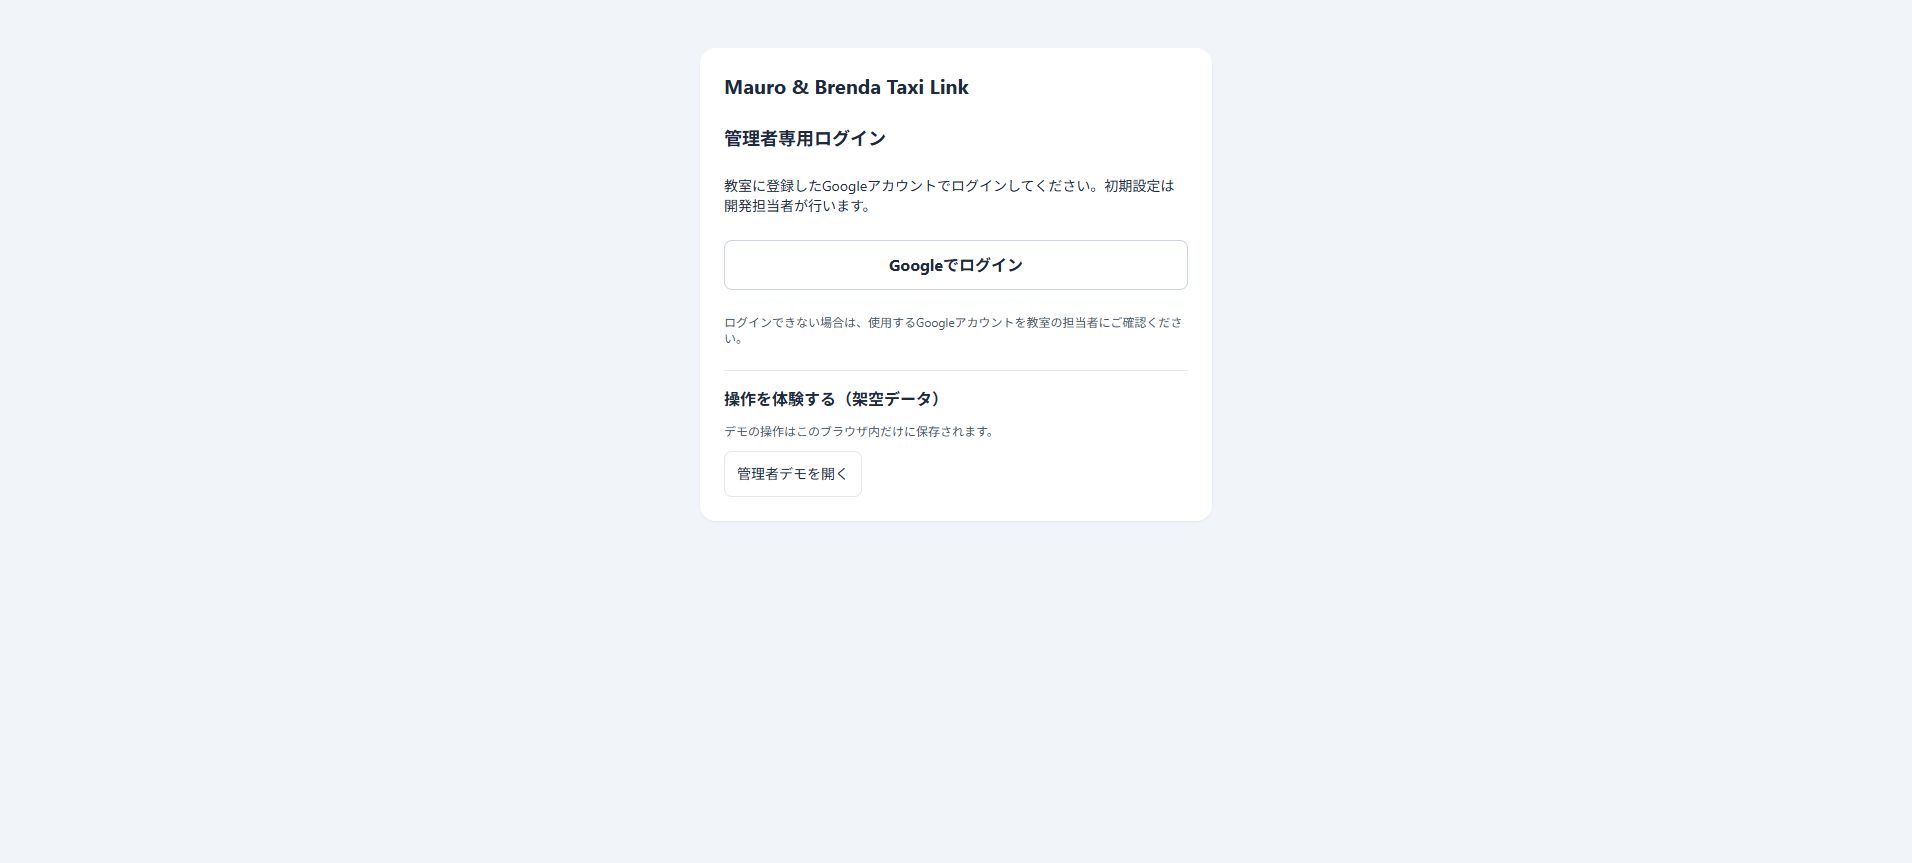 Mauro & Brenda Taxi Link
管理者専用ログイン
教室に登録したGoogleアカウントでログインしてください。初期設定は
開発担当者が行います。
Googleでログイン
ログインできない場合は、使用するGoogleアカウントを教室の担当者にご確認くださ
い。
操作を体験する（架空データ）
デモの操作はこのブラウザ内だけに保存されます。
管理者デモを開く